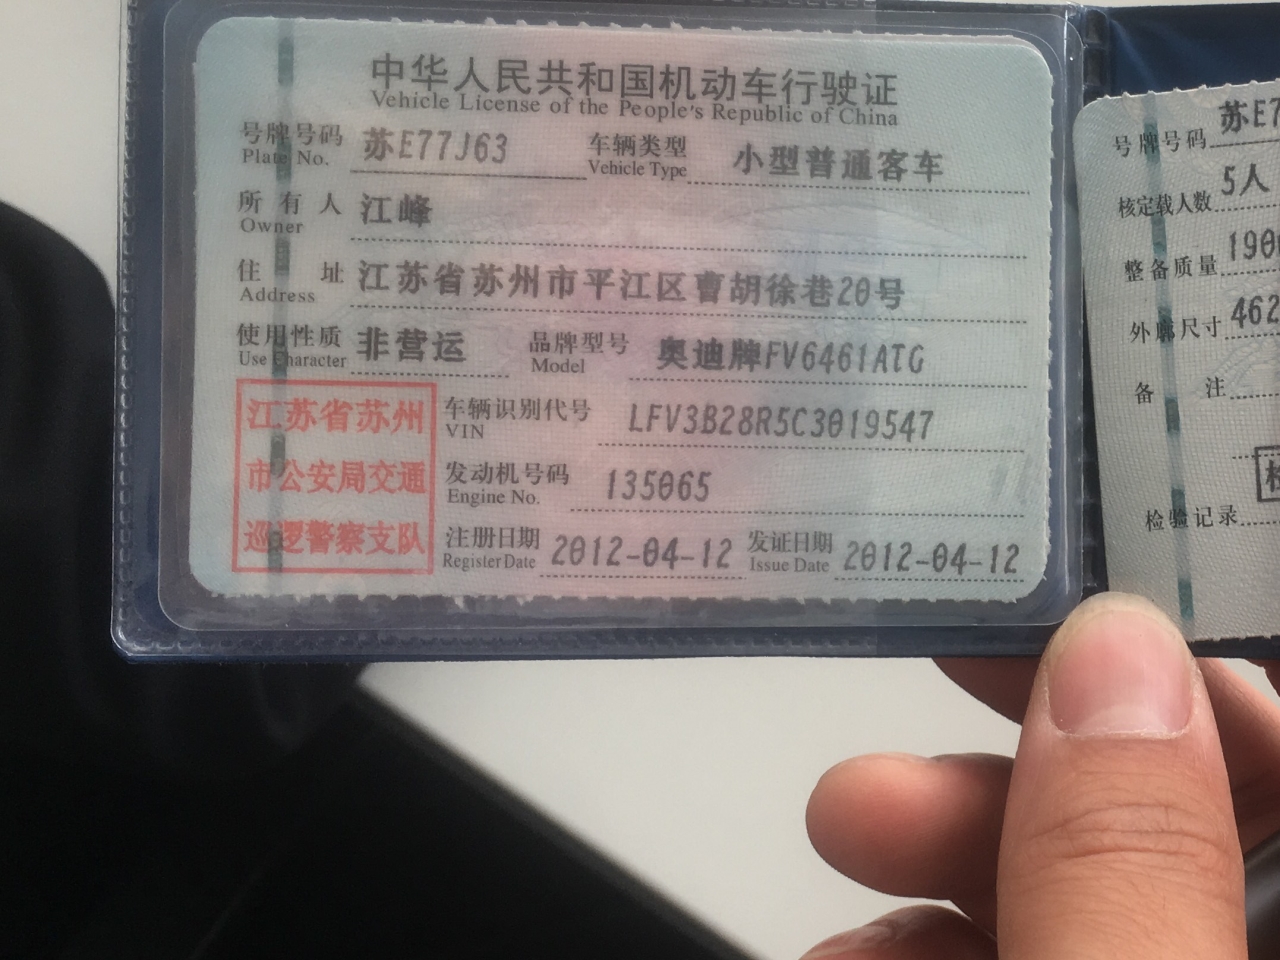 中华人民共和国机动车行驶证
Vehicle License of the People's Republic of China
号牌号码 苏E77J63 车辆类型 小型普通客车
Plate No. Vehicle Type
所有人 江峰
Owner
住址 江苏省苏州市平江区曹胡徐巷20号
Address
使用性质 非营运 品牌型号 奥迪牌FV6461ATG
Use Character Model
江苏省苏州
市公安局交通
巡逻警察支队
车辆识别代号 LFV3B28R5C3019547
VIN
发动机号码 135065
Engine No.
注册日期 2012-04-12 发证日期 2012-04-12
Register Date Issue Date
号牌号码 苏E7
核定载人数 5人
整备质量 190
外廓尺寸 462
备注
检验记录